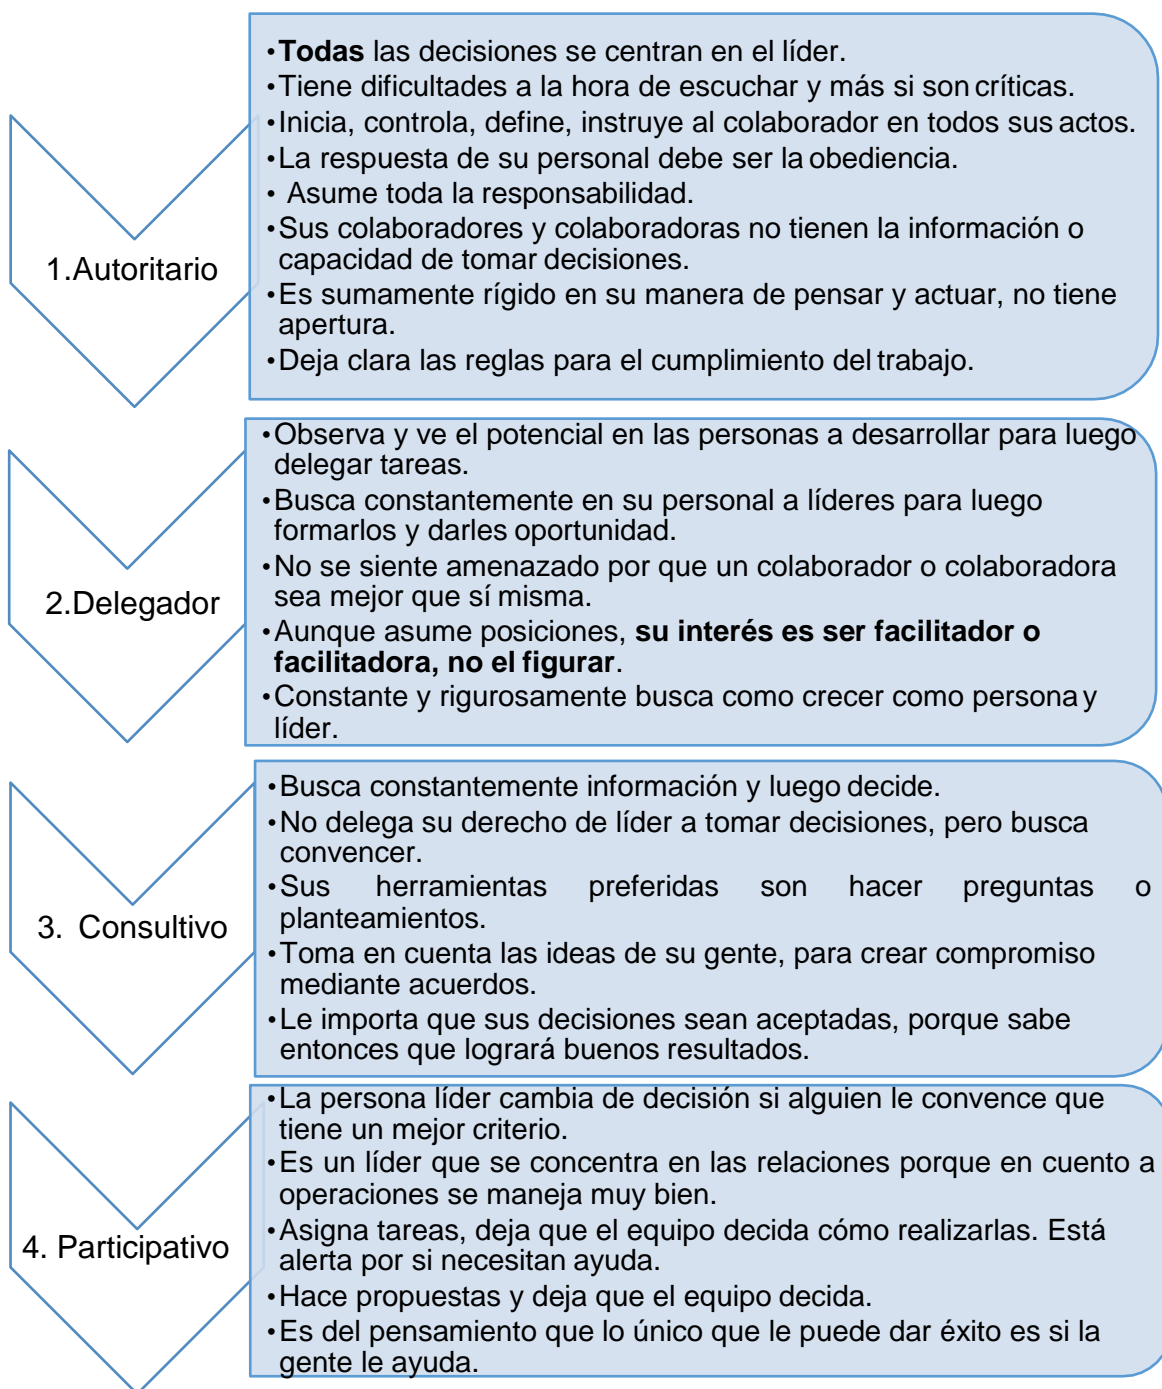 1.Autoritario
•Todas las decisiones se centran en el líder.
•Tiene dificultades a la hora de escuchar y más si son críticas.
•Inicia, controla, define, instruye al colaborador en todos sus actos.
•La respuesta de su personal debe ser la obediencia.
• Asume toda la responsabilidad.
•Sus colaboradores y colaboradoras no tienen la información o
capacidad de tomar decisiones.
•Es sumamente rígido en su manera de pensar y actuar, no tiene
apertura.
•Deja clara las reglas para el cumplimiento del trabajo.
2.Delegador
•Observa y ve el potencial en las personas a desarrollar para luego
delegar tareas.
•Busca constantemente en su personal a líderes para luego
formarlos y darles oportunidad.
•No se siente amenazado por que un colaborador o colaboradora
sea mejor que sí misma.
•Aunque asume posiciones, su interés es ser facilitador o
facilitadora, no el figurar.
•Constante y rigurosamente busca como crecer como persona y
líder.
3. Consultivo
•Busca constantemente información y luego decide.
•No delega su derecho de líder a tomar decisiones, pero busca
convencer.
•Sus herramientas preferidas son hacer preguntas o
planteamientos.
•Toma en cuenta las ideas de su gente, para crear compromiso
mediante acuerdos.
•Le importa que sus decisiones sean aceptadas, porque sabe
entonces que logrará buenos resultados.
4. Participativo
•La persona líder cambia de decisión si alguien le convence que
tiene un mejor criterio.
•Es un líder que se concentra en las relaciones porque en cuento a
operaciones se maneja muy bien.
•Asigna tareas, deja que el equipo decida cómo realizarlas. Está
alerta por si necesitan ayuda.
•Hace propuestas y deja que el equipo decida.
•Es del pensamiento que lo único que le puede dar éxito es si la
gente le ayuda.